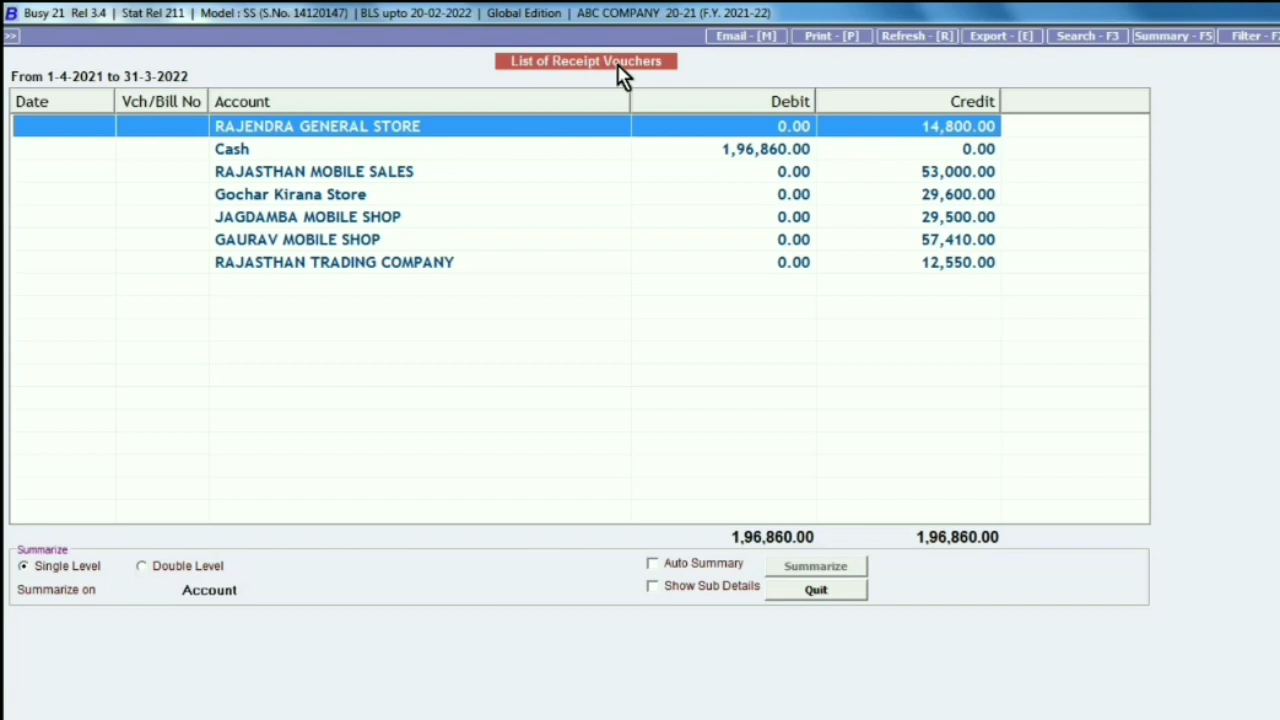 B Busy 21 Rel 3.4 | Stat Rel 211 | Model : SS (S.No. 14120147) | BLS upto 20-02-2022 | Global Edition | ABC COMPANY 20-21 (F.Y. 2021-22)
>> Email - [M] Print - [P] Refresh - [R] Export - [E] Search - F3 Summary - F5 Filter - F
List of Receipt Vouchers
From 1-4-2021 to 31-3-2022
Date Vch/Bill No Account Debit Credit
RAJENDRA GENERAL STORE 0.00 14,800.00
Cash 1,96,860.00 0.00
RAJASTHAN MOBILE SALES 0.00 53,000.00
Gochar Kirana Store 0.00 29,600.00
JAGDAMBA MOBILE SHOP 0.00 29,500.00
GAURAV MOBILE SHOP 0.00 57,410.00
RAJASTHAN TRADING COMPANY 0.00 12,550.00
1,96,860.00 1,96,860.00
Summarize
Single Level Double Level Auto Summary Summarize
Summarize on Account Show Sub Details Quit